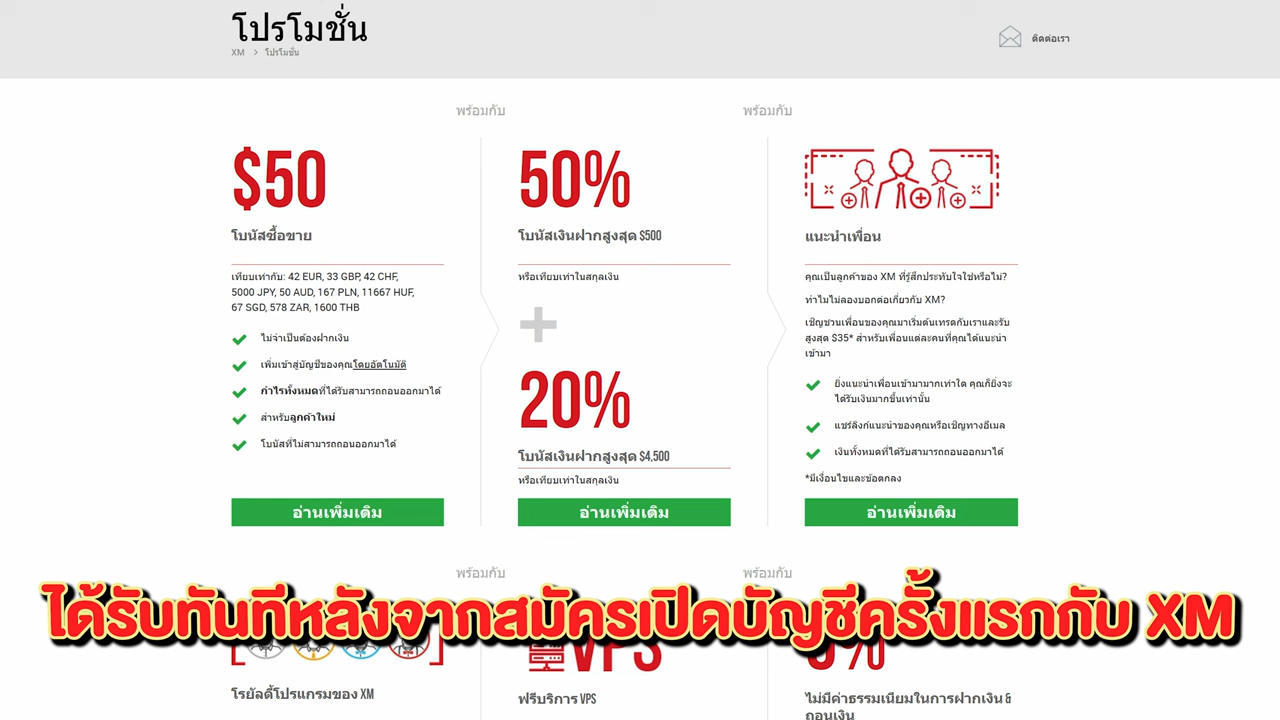 โปรโมชั่น
XM > โปรโมชั่น
ติดต่อเรา
พร้อมกับ
พร้อมกับ
$50
โบนัสซื้อขาย
เทียบเท่ากับ: 42 EUR, 33 GBP, 42 CHF,
5000 JPY, 50 AUD, 167 PLN, 11667 HUF,
67 SGD, 578 ZAR, 1600 THB
ไม่จำเป็นต้องฝากเงิน
เพิ่มเข้าสู่บัญชีของคุณโดยอัตโนมัติ
กำไรทั้งหมดที่ได้รับสามารถถอนออกมาได้
สำหรับลูกค้าใหม่
โบนัสที่ไม่สามารถถอนออกมาได้
อ่านเพิ่มเติม
50%
โบนัสเงินฝากสูงสุด $500
หรือเทียบเท่าในสกุลเงิน
+
20%
โบนัสเงินฝากสูงสุด $4,500
หรือเทียบเท่าในสกุลเงิน
อ่านเพิ่มเติม
แนะนำเพื่อน
คุณเป็นลูกค้าของ XM ที่รู้สึกประทับใจใช่หรือไม่?
ทำไมไม่ลองบอกต่อเกี่ยวกับ XM?
เชิญชวนเพื่อนของคุณมาเริ่มต้นเทรดกับเราและรับ
สูงสุด $35* สำหรับเพื่อนแต่ละคนที่คุณได้แนะนำ
เข้ามา
ยิ่งแนะนำเพื่อนเข้ามามากเท่าใด คุณก็ยิ่งจะ
ได้รับเงินมากขึ้นเท่านั้น
แชร์ลิงก์แนะนำของคุณหรือเชิญทางอีเมล
เงินทั้งหมดที่ได้รับสามารถถอนออกมาได้
*มีเงื่อนไขและข้อตกลง
อ่านเพิ่มเติม
พร้อมกับ
พร้อมกับ
ได้รับทันทีหลังจากสมัครเปิดบัญชีครั้งแรกกับ XM
VPS
0%
โรยัลตี้โปรแกรมของ XM
ฟรีบริการ VPS
ไม่มีค่าธรรมเนียมในการฝากเงิน &
ถอนเงิน